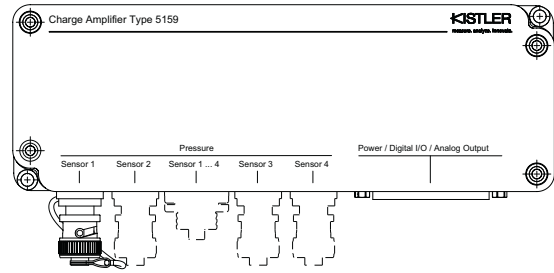 Charge Amplifier Type 5159
KISTLER
measure. analyze. innovate.
Pressure
Power / Digital I/O / Analog Output
Sensor 1
Sensor 2
Sensor 1 ... 4
Sensor 3
Sensor 4